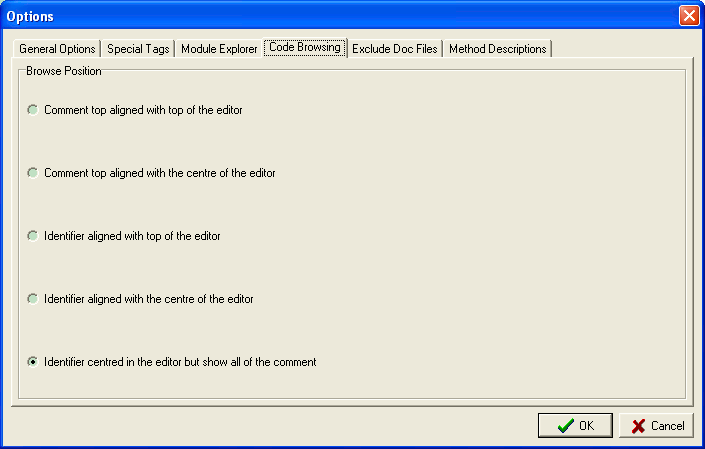 Options
General Options
Special Tags
Module Explorer
Code Browsing
Exclude Doc Files
Method Descriptions
Browse Position
Comment top aligned with top of the editor
Comment top aligned with the centre of the editor
Identifier aligned with top of the editor
Identifier aligned with the centre of the editor
Identifier centred in the editor but show all of the comment
OK
Cancel